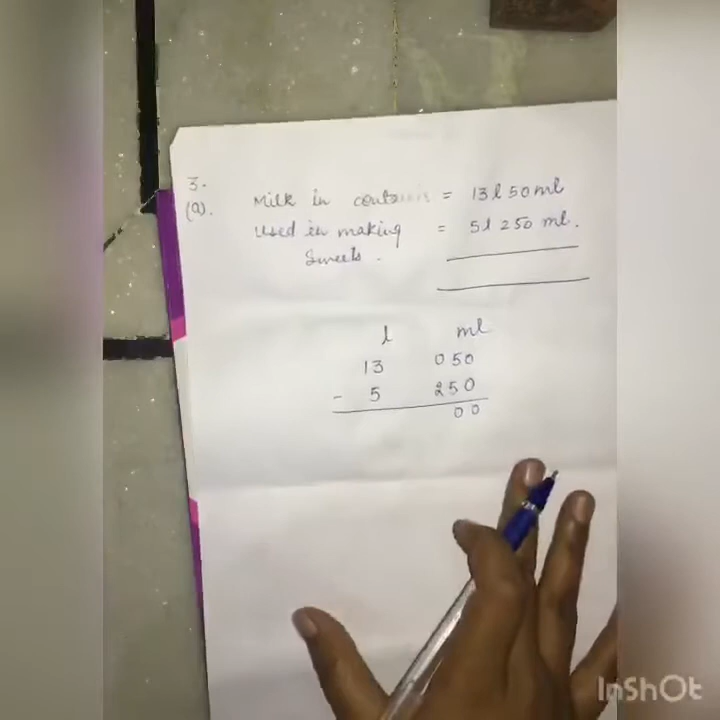 3.
(a). Milk in container = 13 l 50 ml
Used in making = 5 l 250 ml.
Sweets.
l ml
13 050
- 5 250
00
InShOt